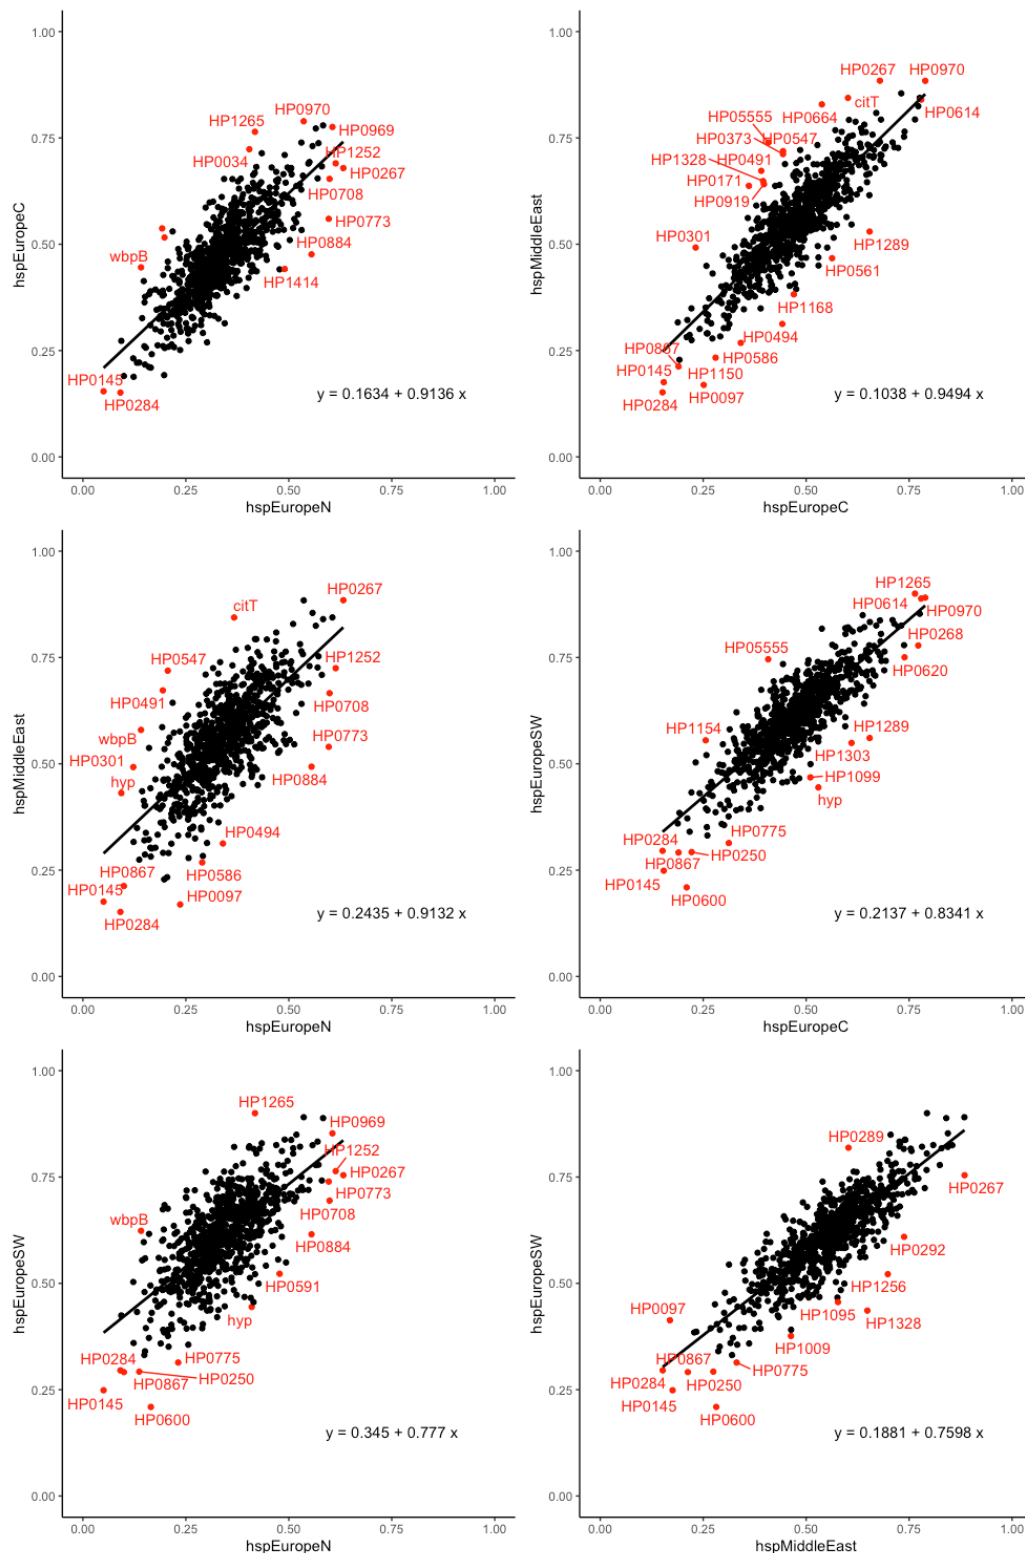 1.00
0.75
0.50
0.25
0.00
hspEuropeC
HP0970
HP1265
HP0969
HP0034
HP1252
HP0267
HP0708
HP0773
HP0884
wbpB
HP1414
HP0145
HP0284
y = 0.1634 + 0.9136 x
0.00 0.25 0.50 0.75 1.00
hspEuropeN
1.00
0.75
0.50
0.25
0.00
hspMiddleEast
HP0267 HP0970
citT
HP05555 HP0664 HP0614
HP0373 HP0547
HP1328 HP0491
HP0171
HP0919
HP0301 HP1289
HP0561
HP1168
HP0494
HP0867 HP0586
HP0145 HP1150
HP0284 HP0097
y = 0.1038 + 0.9494 x
0.00 0.25 0.50 0.75 1.00
hspEuropeC
1.00
0.75
0.50
0.25
0.00
hspMiddleEast
HP0267
citT
HP0547 HP1252
HP0491
HP0708
wbpB HP0773
HP0301
hyp HP0884
HP0494
HP0867 HP0586
HP0145 HP0097
HP0284
y = 0.2435 + 0.9132 x
0.00 0.25 0.50 0.75 1.00
hspEuropeN
1.00
0.75
0.50
0.25
0.00
hspEuropeSW
HP1265
HP0614 HP0970
HP05555 HP0268
HP0620
HP1154 HP1289
HP1303
HP1099
hyp
HP0775
HP0284 HP0250
HP0867
HP0145
HP0600
y = 0.2137 + 0.8341 x
0.00 0.25 0.50 0.75 1.00
hspEuropeC
1.00
0.75
0.50
0.25
0.00
hspEuropeSW
HP1265
HP0969
HP1252
HP0267
HP0773
wbpB HP0708
HP0884
HP0591
hyp
HP0284 HP0775
HP0867 HP0250
HP0145
HP0600
y = 0.345 + 0.777 x
0.00 0.25 0.50 0.75 1.00
hspEuropeN
1.00
0.75
0.50
0.25
0.00
hspEuropeSW
HP0289
HP0267
HP0292
HP1256
HP0097 HP1095
HP1328
HP1009
HP0867 HP0775
HP0284 HP0250
HP0145
HP0600
y = 0.1881 + 0.7598 x
0.00 0.25 0.50 0.75 1.00
hspMiddleEast